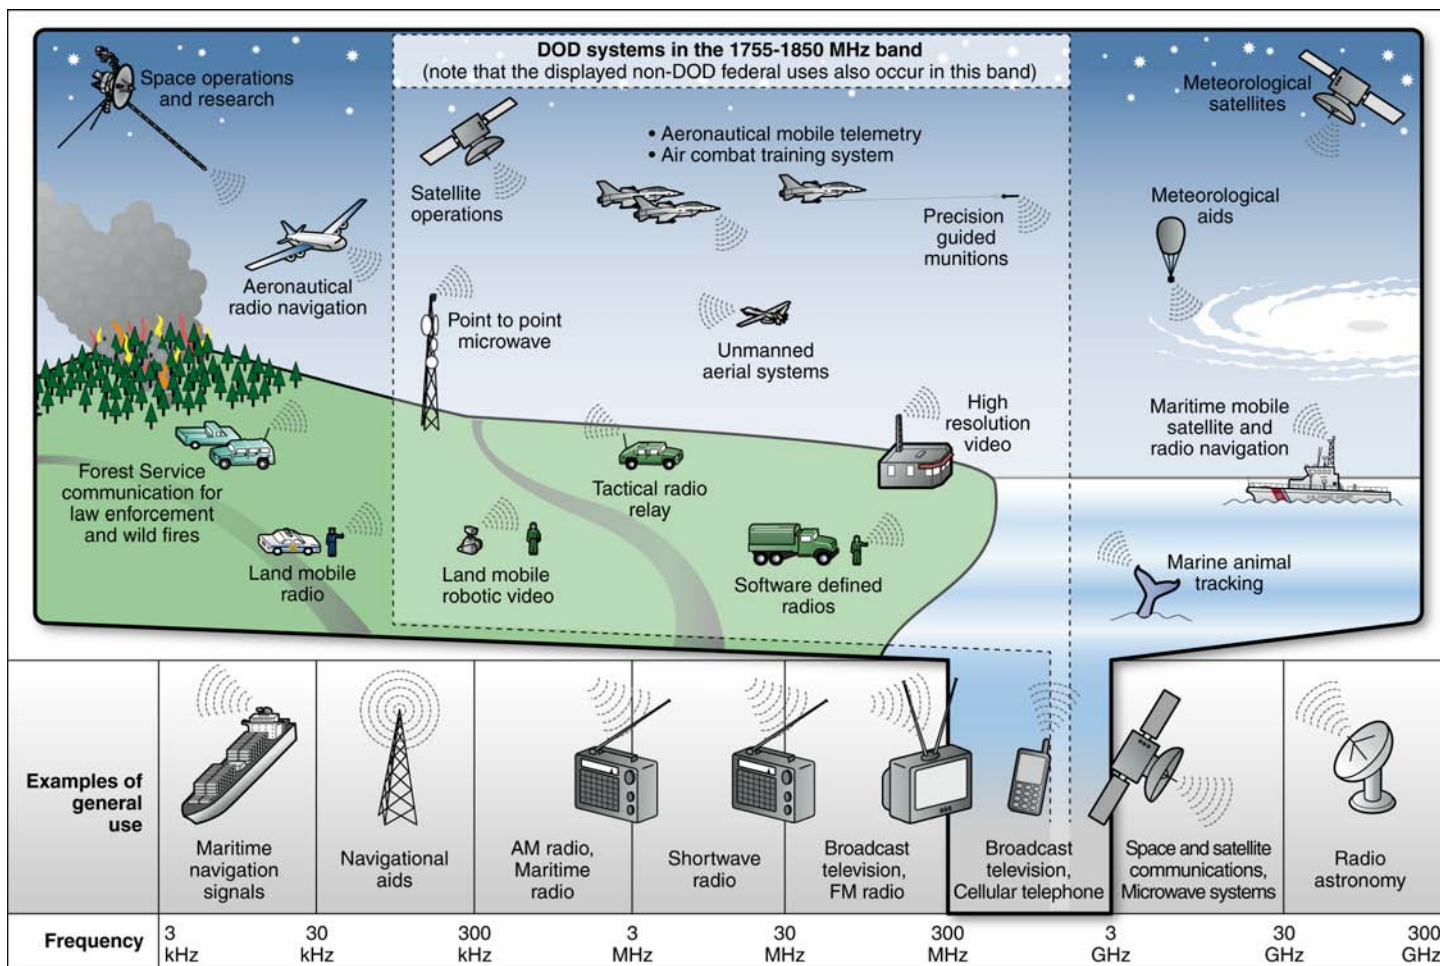 DOD systems in the 1755-1850 MHz band
(note that the displayed non-DOD federal uses also occur in this band)
Space operations
and research
Meteorological
satellites
• Aeronautical mobile telemetry
• Air combat training system
Satellite
operations
Precision
guided
munitions
Meteorological
aids
Aeronautical
radio navigation
Point to point
microwave
Unmanned
aerial systems
High
resolution
video
Maritime mobile
satellite and
radio navigation
Forest Service
communication for
law enforcement
and wild fires
Tactical radio
relay
Land mobile
radio
Land mobile
robotic video
Software defined
radios
Marine animal
tracking
Examples of
general
use
Maritime
navigation
signals
Navigational
aids
AM radio,
Maritime
radio
Shortwave
radio
Broadcast
television,
FM radio
Broadcast
television,
Cellular telephone
Space and satellite
communications,
Microwave systems
Radio
astronomy
Frequency
3
kHz
30
kHz
300
kHz
3
MHz
30
MHz
300
MHz
3
GHz
30
GHz
300
GHz